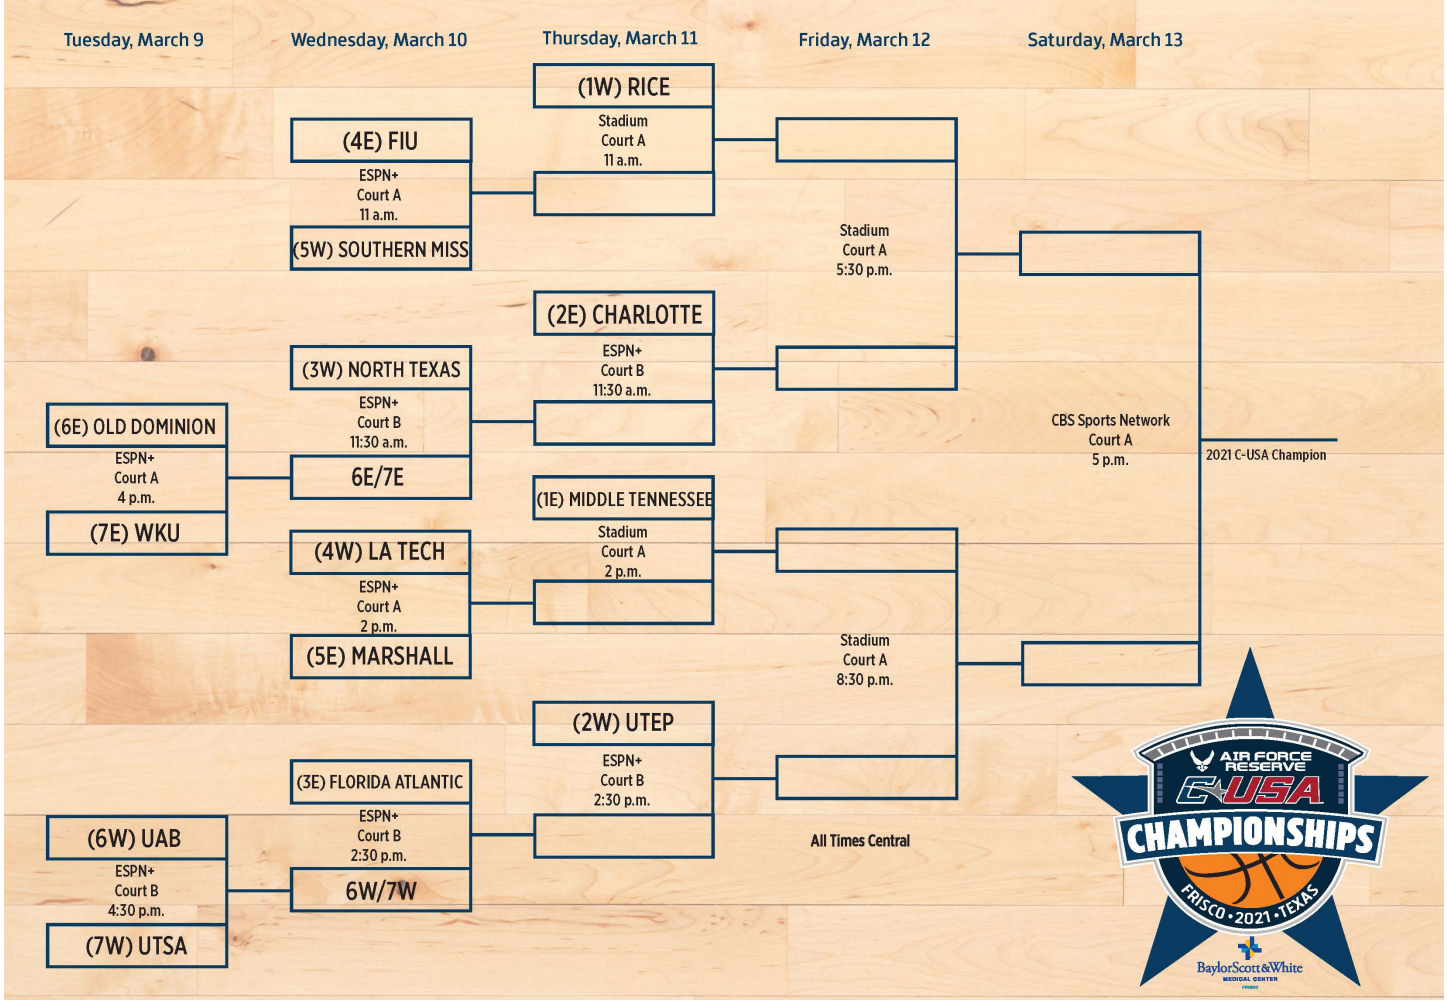 Tuesday, March 9
Wednesday, March 10
Thursday, March 11
Friday, March 12
Saturday, March 13
(6E) OLD DOMINION
ESPN+
Court A
4 p.m.
(7E) WKU
(6W) UAB
ESPN+
Court B
4:30 p.m.
(7W) UTSA
(4E) FIU
ESPN+
Court A
11 a.m.
(5W) SOUTHERN MISS
(3W) NORTH TEXAS
ESPN+
Court B
11:30 a.m.
6E/7E
(4W) LA TECH
ESPN+
Court A
2 p.m.
(5E) MARSHALL
(3E) FLORIDA ATLANTIC
ESPN+
Court B
2:30 p.m.
6W/7W
(1W) RICE
Stadium
Court A
11 a.m.
(2E) CHARLOTTE
ESPN+
Court B
11:30 a.m.
(1E) MIDDLE TENNESSEE
Stadium
Court A
2 p.m.
(2W) UTEP
ESPN+
Court B
2:30 p.m.
Stadium
Court A
5:30 p.m.
Stadium
Court A
8:30 p.m.
All Times Central
CBS Sports Network
Court A
5 p.m.
2021 C-USA Champion
AIR FORCE
RESERVE
C-USA
CHAMPIONSHIPS
FRISCO • 2021 • TEXAS
BaylorScott&White
MEDICAL CENTER
FRISCO